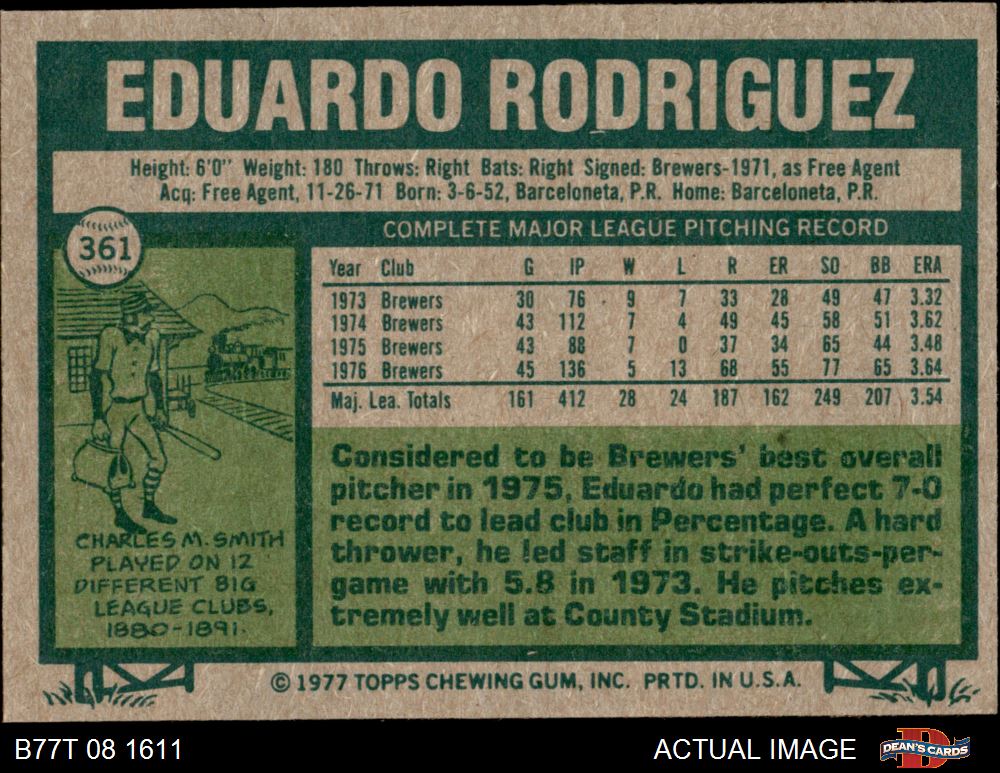 EDUARDO RODRIGUEZ
Height: 6'0" Weight: 180 Throws: Right Bats: Right Signed: Brewers-1971, as Free Agent
Acq: Free Agent, 11-26-71 Born: 3-6-52, Barceloneta, P.R. Home: Barceloneta, P.R.
361
COMPLETE MAJOR LEAGUE PITCHING RECORD
Year Club G IP W L R ER SO BB ERA
1973 Brewers 30 76 9 7 33 28 49 47 3.32
1974 Brewers 43 112 7 4 49 45 58 51 3.62
1975 Brewers 43 88 7 0 37 34 65 44 3.48
1976 Brewers 45 136 5 13 68 55 77 65 3.64
Maj. Lea. Totals 161 412 28 24 187 162 249 207 3.54
Considered to be Brewers' best overall
pitcher in 1975, Eduardo had perfect 7-0
record to lead club in Percentage. A hard
thrower, he led staff in strike-outs-per-
game with 5.8 in 1973. He pitches ex-
tremely well at County Stadium.
CHARLES M. SMITH
PLAYED ON 12
DIFFERENT BIG
LEAGUE CLUBS,
1880-1891.
© 1977 TOPPS CHEWING GUM, INC. PRTD. IN U.S.A.
B77T 08 1611
ACTUAL IMAGE
DEAN'S CARDS